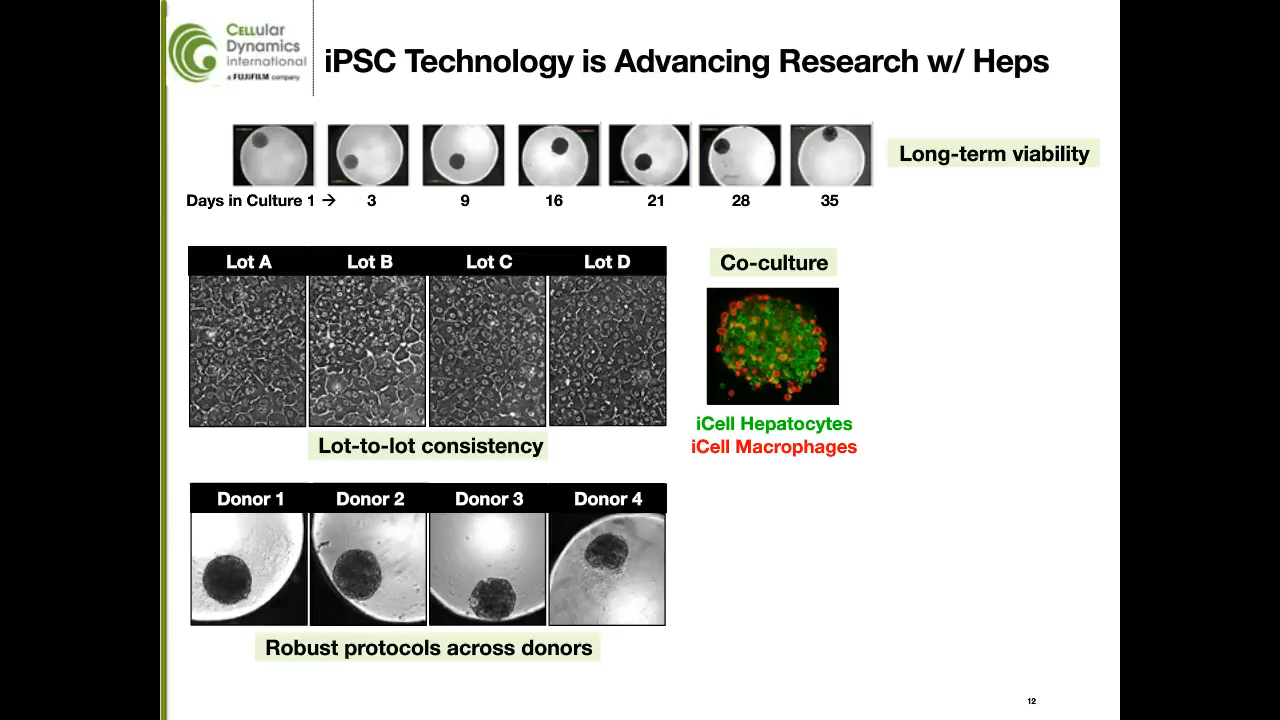 CELLular
Dynamics
international
a FUJIFILM company
iPSC Technology is Advancing Research w/ Heps
Long-term viability
Days in Culture 1 → 3 9 16 21 28 35
Lot A Lot B Lot C Lot D
Co-culture
iCell Hepatocytes
iCell Macrophages
Lot-to-lot consistency
Donor 1 Donor 2 Donor 3 Donor 4
Robust protocols across donors
12